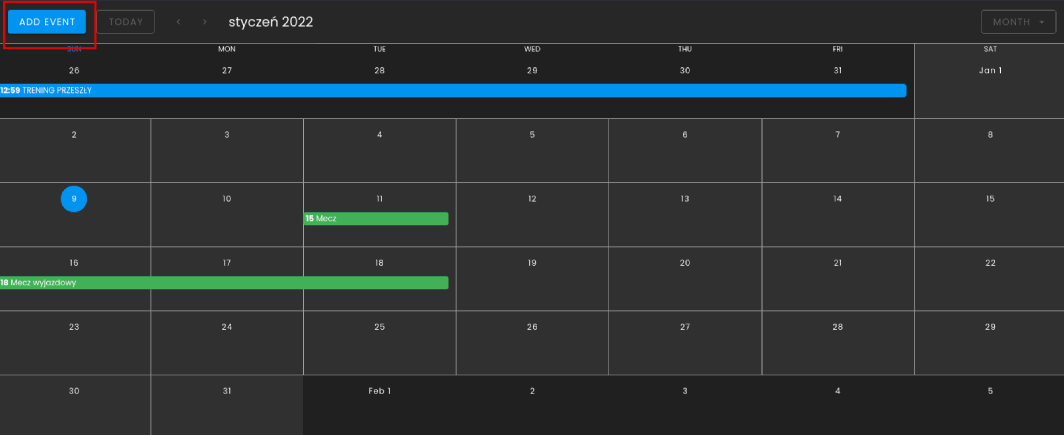 ADD EVENT TODAY ‹ › styczeń 2022 MONTH
SUN MON TUE WED THU FRI SAT
26 27 28 29 30 31 Jan 1
12:59 TRENING PRZESZŁY
2 3 4 5 6 7 8
9 10 11 12 13 14 15
15 Mecz
16 17 18 19 20 21 22
18 Mecz wyjazdowy
23 24 25 26 27 28 29
30 31 Feb 1 2 3 4 5